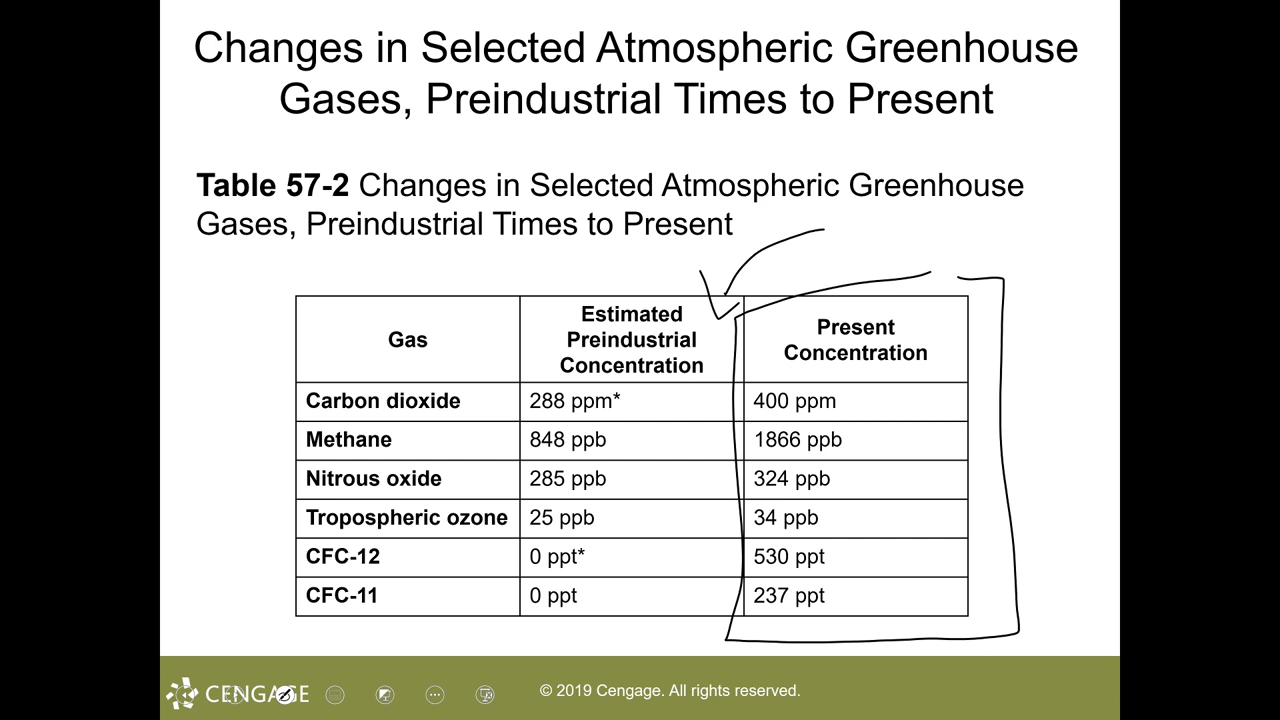 Changes in Selected Atmospheric Greenhouse
Gases, Preindustrial Times to Present
Table 57-2 Changes in Selected Atmospheric Greenhouse
Gases, Preindustrial Times to Present
Gas
Estimated
Preindustrial
Concentration
Present
Concentration
Carbon dioxide 288 ppm* 400 ppm
Methane 848 ppb 1866 ppb
Nitrous oxide 285 ppb 324 ppb
Tropospheric ozone 25 ppb 34 ppb
CFC-12 0 ppt* 530 ppt
CFC-11 0 ppt 237 ppt
CENGAGE
© 2019 Cengage. All rights reserved.